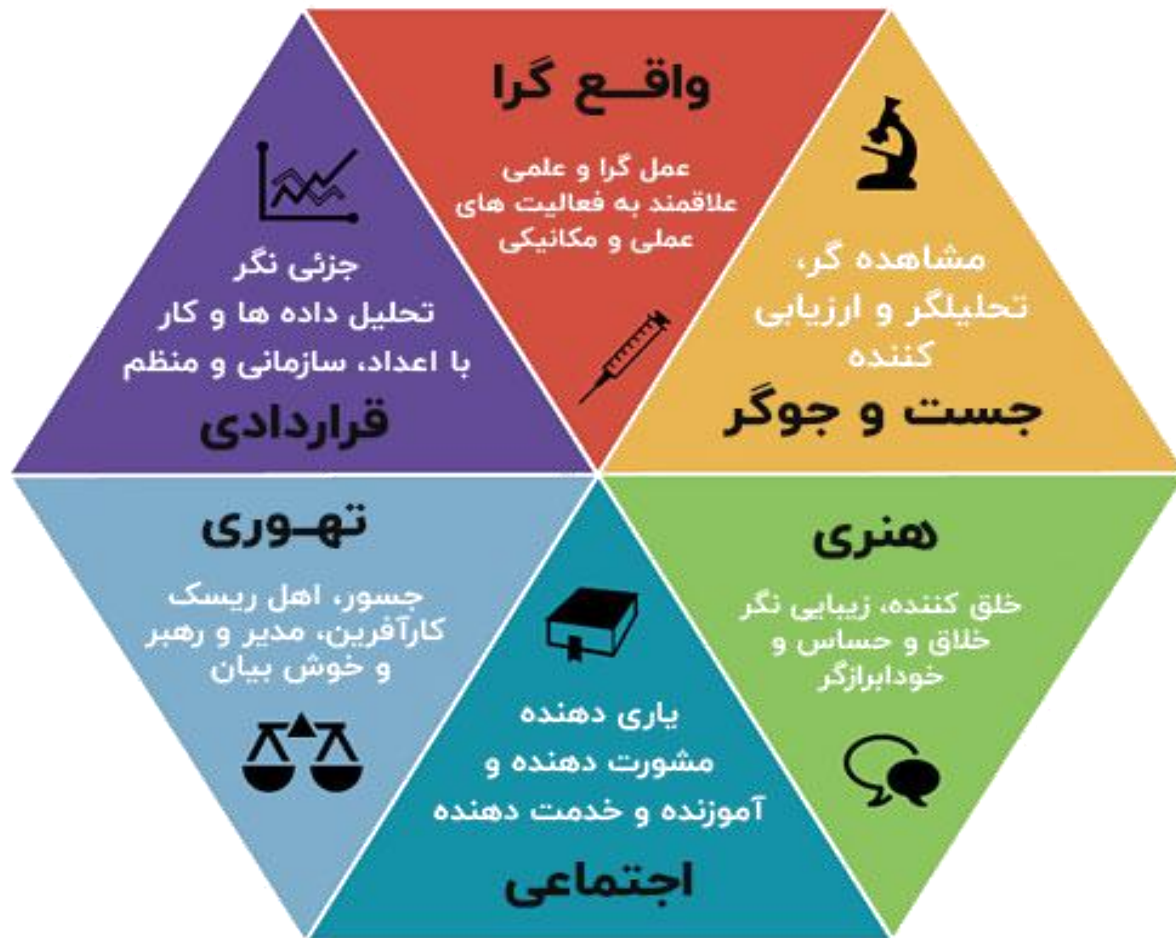 واقـــع گرا
عمل گرا و علمی
علاقمند به فعالیت های
عملی و مکانیکی
مشاهده گر،
تحلیلگر و ارزیابی
کننده
جست و جوگر
هنری
خلق کننده، زیبایی نگر
خلاق و حساس و
خودابرازگر
یاری دهنده
مشورت دهنده و
آموزنده و خدمت دهنده
اجتماعی
تهـوری
جسور، اهل ریسک
کارآفرین، مدیر و رهبر
و خوش بیان
جزئی نگر
تحلیل داده ها و کار
با اعداد، سازمانی و منظم
قراردادی